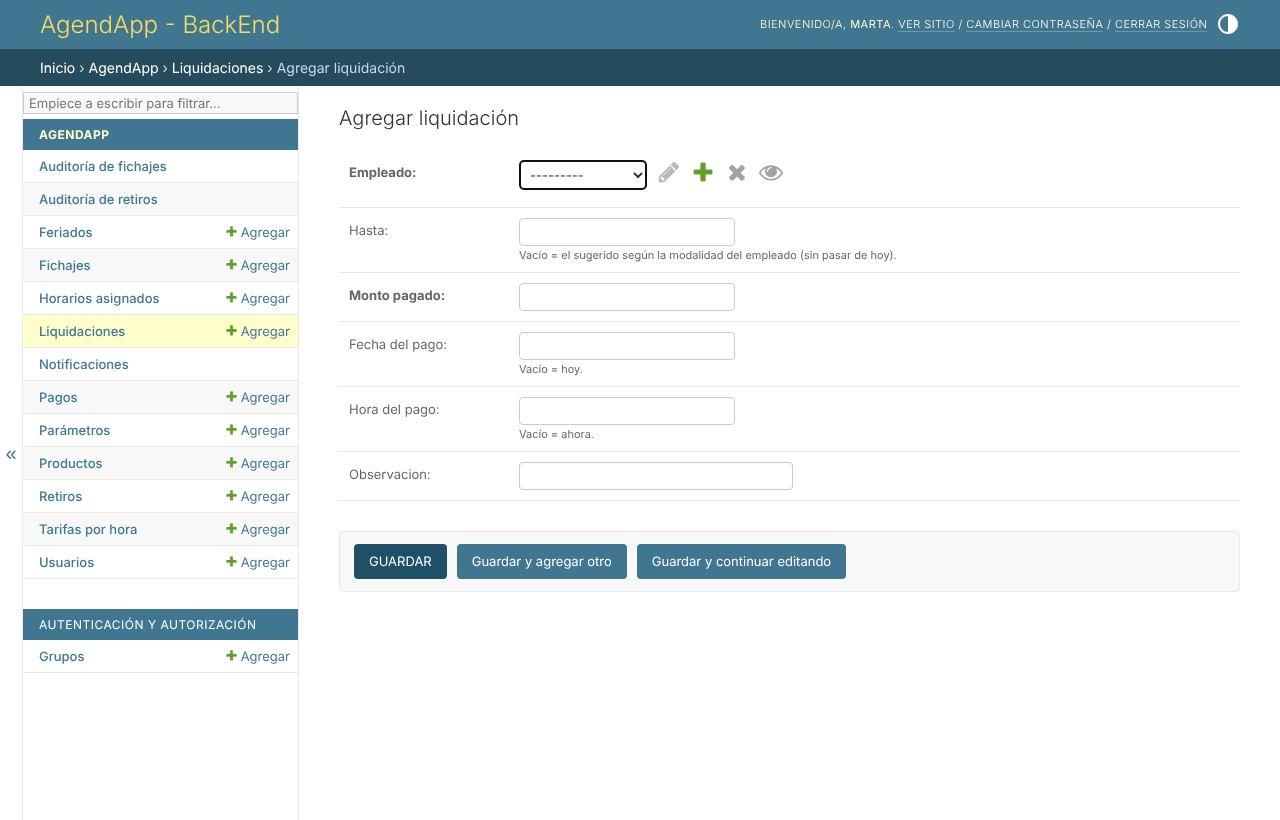 AgendApp - BackEnd
BIENVENIDO/A, MARTA. VER SITIO / CAMBIAR CONTRASEÑA / CERRAR SESIÓN
Inicio › AgendApp › Liquidaciones › Agregar liquidación
Empiece a escribir para filtrar...
AGENDAPP
Auditoría de fichajes
Auditoría de retiros
Feriados Agregar
Fichajes Agregar
Horarios asignados Agregar
Liquidaciones Agregar
Notificaciones
Pagos Agregar
Parámetros Agregar
Productos Agregar
Retiros Agregar
Tarifas por hora Agregar
Usuarios Agregar
AUTENTICACIÓN Y AUTORIZACIÓN
Grupos Agregar
«
Agregar liquidación
Empleado: ---------
Hasta:
Vacío = el sugerido según la modalidad del empleado (sin pasar de hoy).
Monto pagado:
Fecha del pago:
Vacío = hoy.
Hora del pago:
Vacío = ahora.
Observacion:
GUARDAR Guardar y agregar otro Guardar y continuar editando